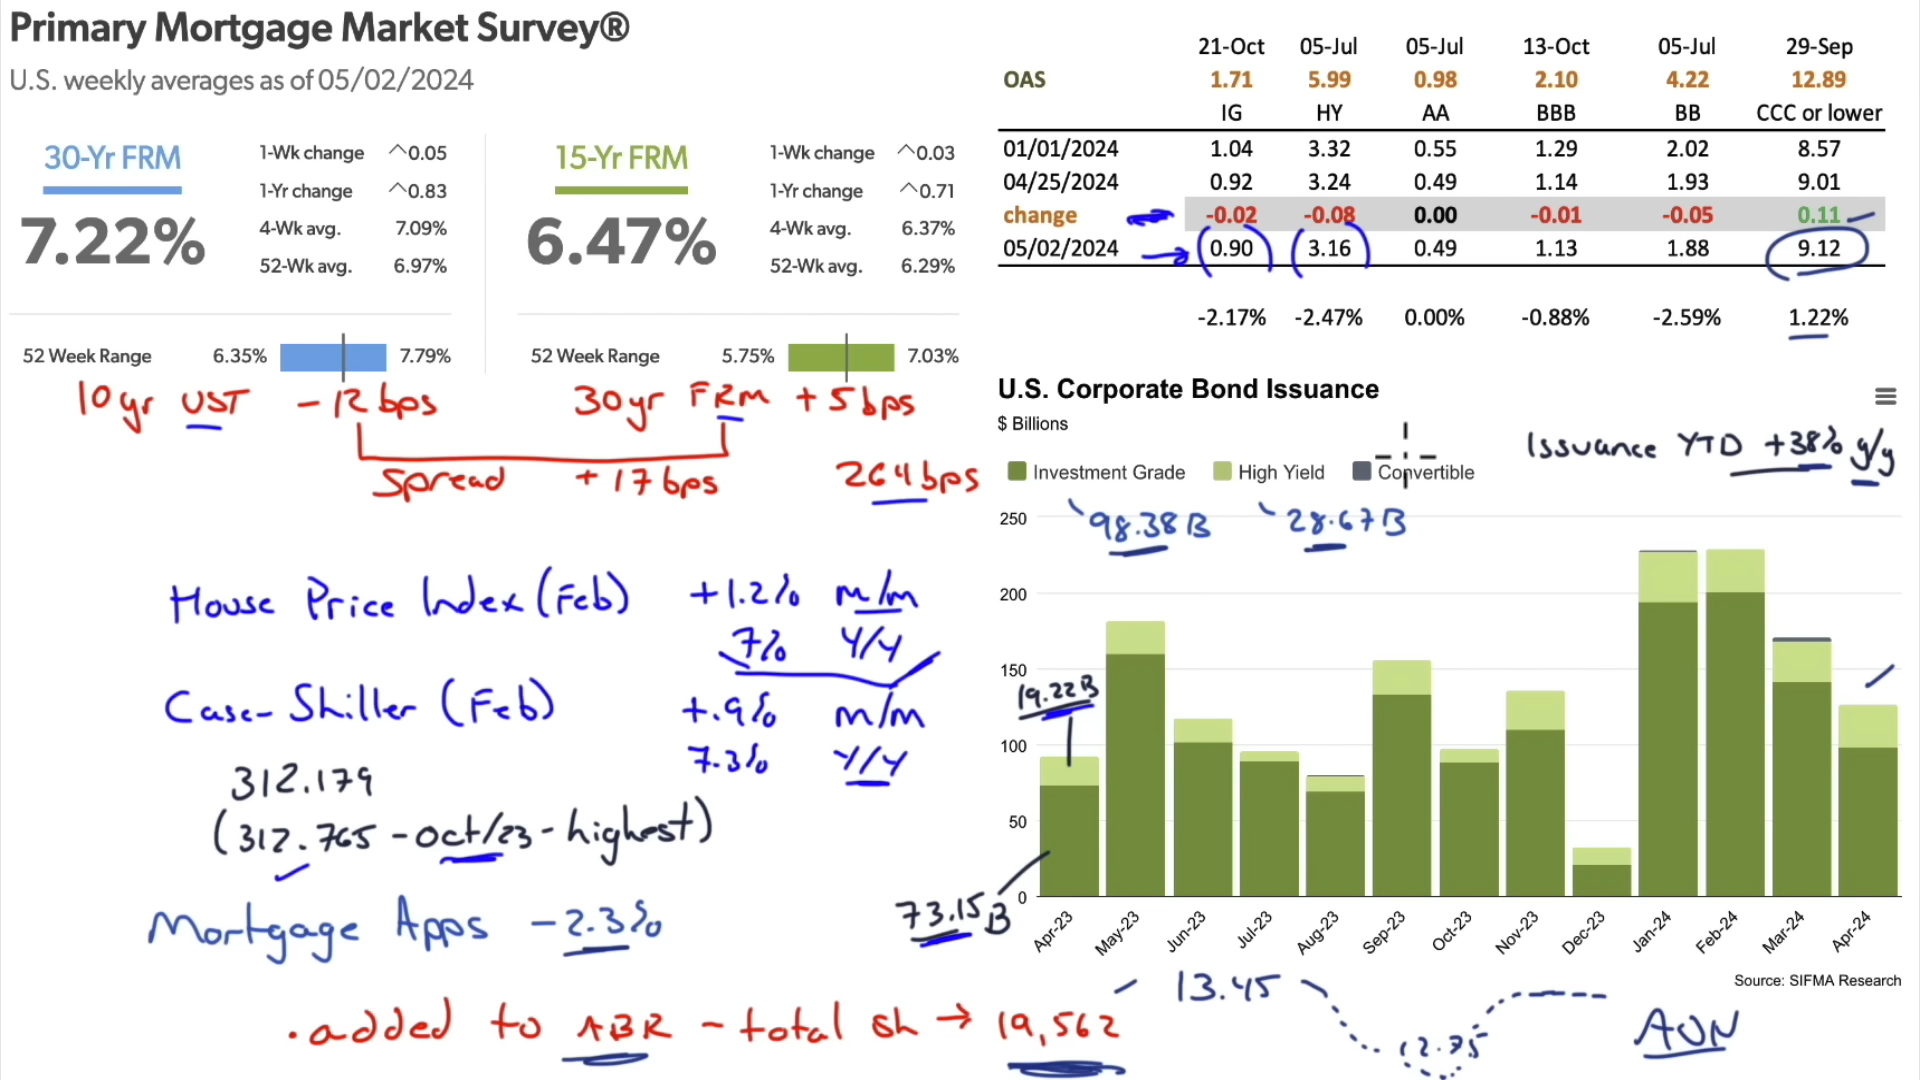 Primary Mortgage Market Survey®
U.S. weekly averages as of 05/02/2024
30-Yr FRM
7.22%
1-Wk change ^0.05
1-Yr change ^0.83
4-Wk avg. 7.09%
52-Wk avg. 6.97%
52 Week Range 6.35% 7.79%
15-Yr FRM
6.47%
1-Wk change ^0.03
1-Yr change ^0.71
4-Wk avg. 6.37%
52-Wk avg. 6.29%
52 Week Range 5.75% 7.03%
10yr UST -12bps 30yr FRM +5bps
Spread +17bps 264bps
House Price Index (Feb) +1.2% m/m
7% Y/Y
Case-Shiller (Feb) +.9% m/m
7.3% Y/Y
312.179
(312.765 - oct/23 - highest)
Mortgage Apps -2.3%
. added to ABR - total sh → 19,562
13.45
12.75
AON
21-Oct 05-Jul 05-Jul 13-Oct 05-Jul 29-Sep
OAS 1.71 5.99 0.98 2.10 4.22 12.89
IG HY AA BBB BB CCC or lower
01/01/2024 1.04 3.32 0.55 1.29 2.02 8.57
04/25/2024 0.92 3.24 0.49 1.14 1.93 9.01
change -0.02 -0.08 0.00 -0.01 -0.05 0.11
05/02/2024 0.90 3.16 0.49 1.13 1.88 9.12
-2.17% -2.47% 0.00% -0.88% -2.59% 1.22%
U.S. Corporate Bond Issuance
$ Billions
Issuance YTD +38% y/y
Investment Grade High Yield Convertible
98.38B 28.67B
250
200
150
100
50
0
19.22B
73.15B
Apr-23 May-23 Jun-23 Jul-23 Aug-23 Sep-23 Oct-23 Nov-23 Dec-23 Jan-24 Feb-24 Mar-24 Apr-24
Source: SIFMA Research